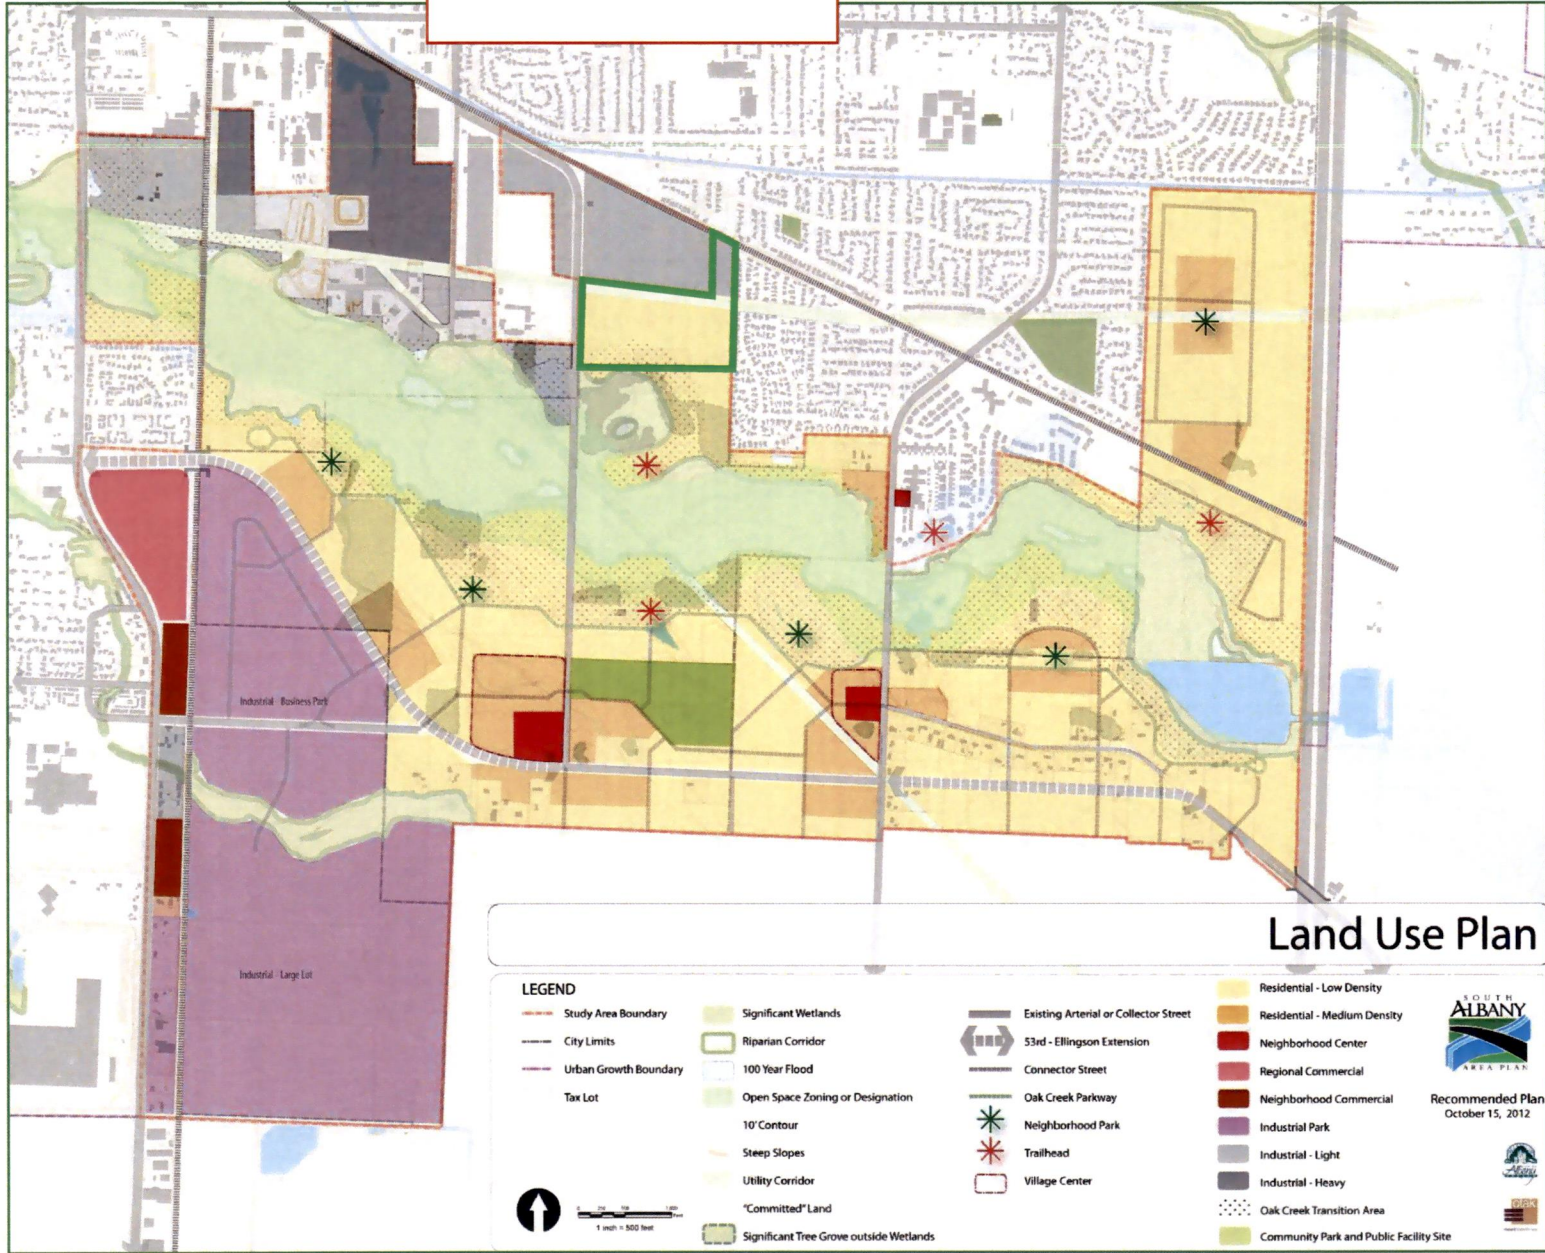 Industrial - Business Park
Industrial - Large Lot
Land Use Plan
LEGEND
Study Area Boundary
City Limits
Urban Growth Boundary
Tax Lot
Significant Wetlands
Riparian Corridor
100 Year Flood
Open Space Zoning or Designation
10' Contour
Steep Slopes
Utility Corridor
"Committed" Land
Significant Tree Grove outside Wetlands
Existing Arterial or Collector Street
53rd - Ellingson Extension
Connector Street
Oak Creek Parkway
Neighborhood Park
Trailhead
Village Center
Residential - Low Density
Residential - Medium Density
Neighborhood Center
Regional Commercial
Neighborhood Commercial
Industrial Park
Industrial - Light
Industrial - Heavy
Oak Creek Transition Area
Community Park and Public Facility Site
1 inch = 500 feet
SOUTH
ALBANY
AREA PLAN
Recommended Plan
October 15, 2012
Albany